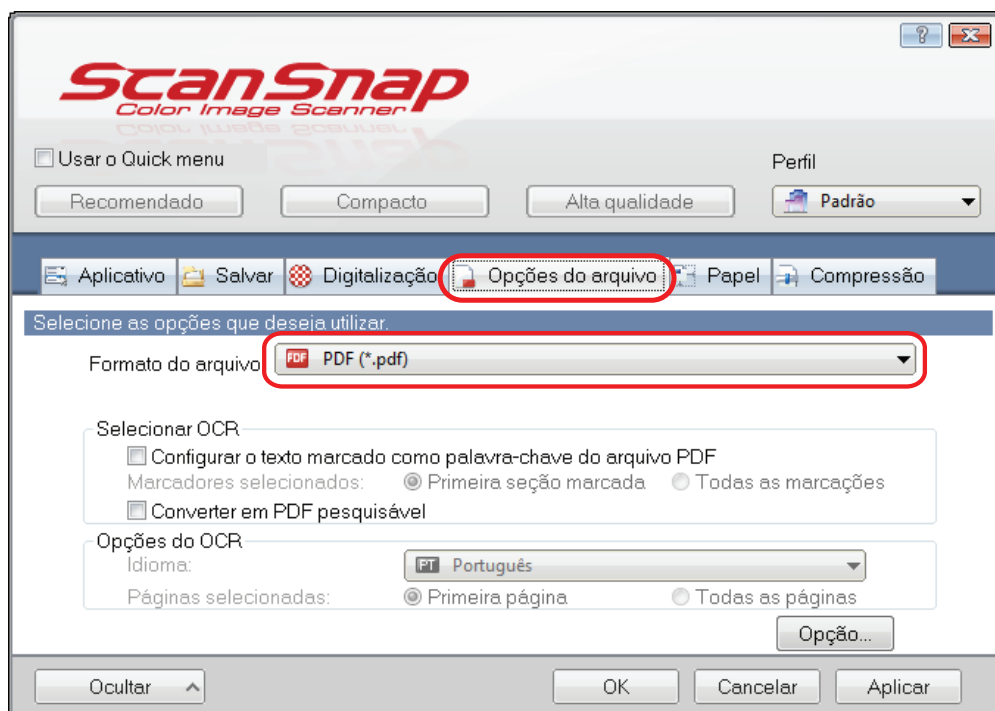 ScanSnap
Color Image Scanner
Usar o Quick menu
Perfil
Recomendado Compacto Alta qualidade Padrão
Aplicativo Salvar Digitalização Opções do arquivo Papel Compressão
Selecione as opções que deseja utilizar.
Formato do arquivo PDF PDF (*.pdf)
Selecionar OCR
Configurar o texto marcado como palavra-chave do arquivo PDF
Marcadores selecionados: Primeira seção marcada Todas as marcações
Converter em PDF pesquisável
Opções do OCR
Idioma: PT Português
Páginas selecionadas: Primeira página Todas as páginas
Opção...
Ocultar OK Cancelar Aplicar